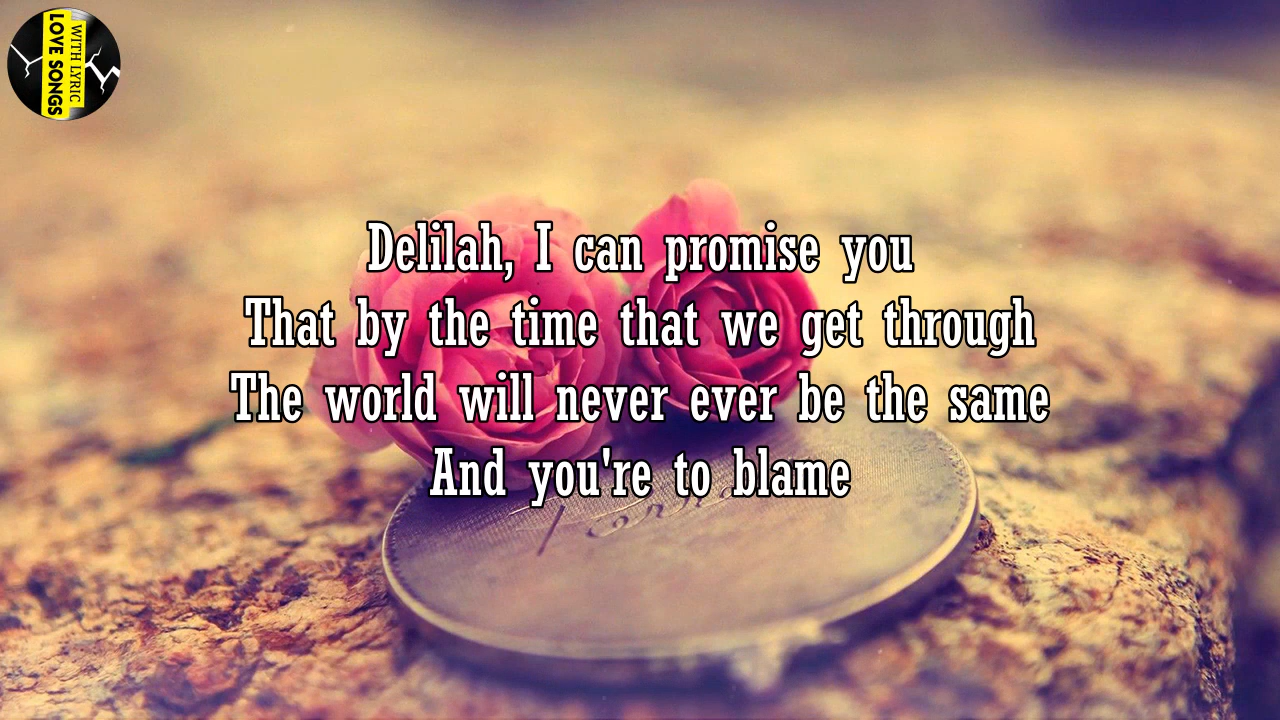 WITH LYRIC
LOVE SONGS
Delilah, I can promise you
That by the time that we get through
The world will never ever be the same
And you're to blame